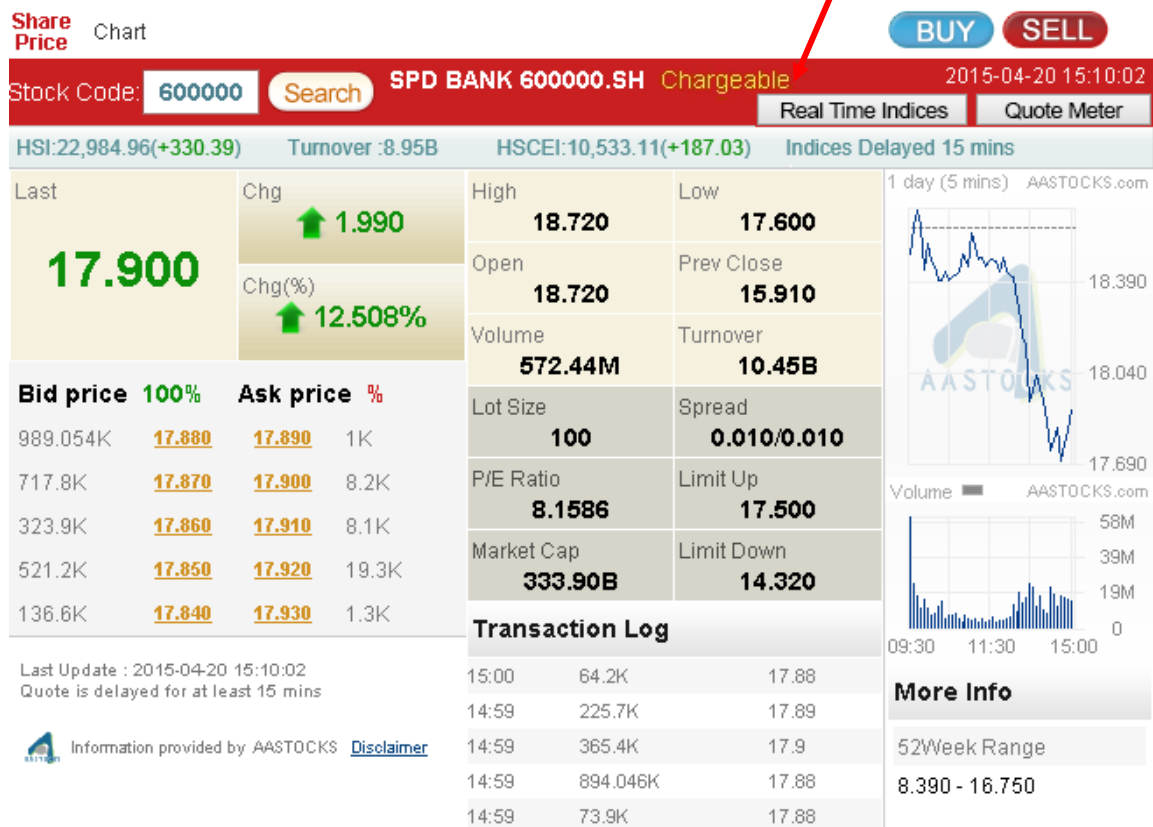 Share
Price
Chart
BUY SELL
Stock Code: 600000 Search SPD BANK 600000.SH Chargeable 2015-04-20 15:10:02
Real Time Indices Quote Meter
HSI:22,984.96(+330.39) Turnover :8.95B HSCEI:10,533.11(+187.03) Indices Delayed 15 mins
Last
17.900
Chg
1.990
Chg(%)
12.508%
High Low
18.720 17.600
Open Prev Close
18.720 15.910
Volume Turnover
572.44M 10.45B
Lot Size Spread
100 0.010/0.010
P/E Ratio Limit Up
8.1586 17.500
Market Cap Limit Down
333.90B 14.320
Bid price 100% Ask price %
989.054K 17.880 17.890 1K
717.8K 17.870 17.900 8.2K
323.9K 17.860 17.910 8.1K
521.2K 17.850 17.920 19.3K
136.6K 17.840 17.930 1.3K
Last Update : 2015-04-20 15:10:02
Quote is delayed for at least 15 mins
Information provided by AASTOCKS Disclaimer
Transaction Log
15:00 64.2K 17.88
14:59 225.7K 17.89
14:59 365.4K 17.9
14:59 894.046K 17.88
14:59 73.9K 17.88
1 day (5 mins) AASTOCKS.com
18.390
AASTOCKS
18.040
17.690
Volume AASTOCKS.com
58M
39M
19M
0
09:30 11:30 15:00
More Info
52Week Range
8.390 - 16.750